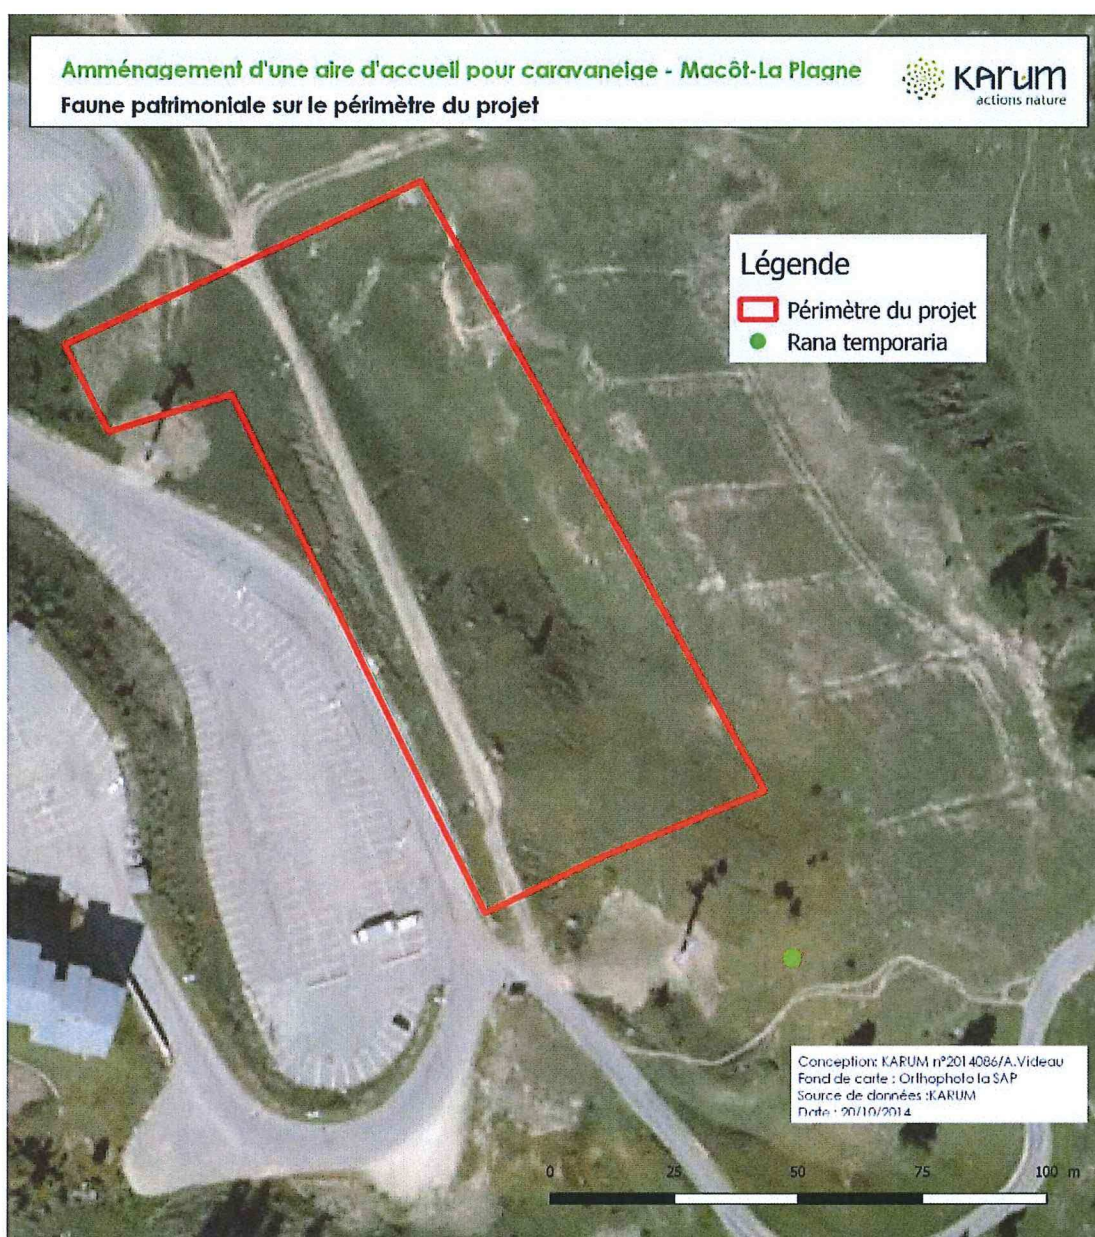 Amménagement d'une aire d'accueil pour caravaneige - Macôt-La Plagne
Faune patrimoniale sur le périmètre du projet
KARUM
actions nature
Légende
Périmètre du projet
Rana temporaria
Conception: KARUM n°2014086/A.Videau
Fond de carte : Orthophoto la SAP
Source de données :KARUM
Date : 20/10/2014
0 25 50 75 100 m